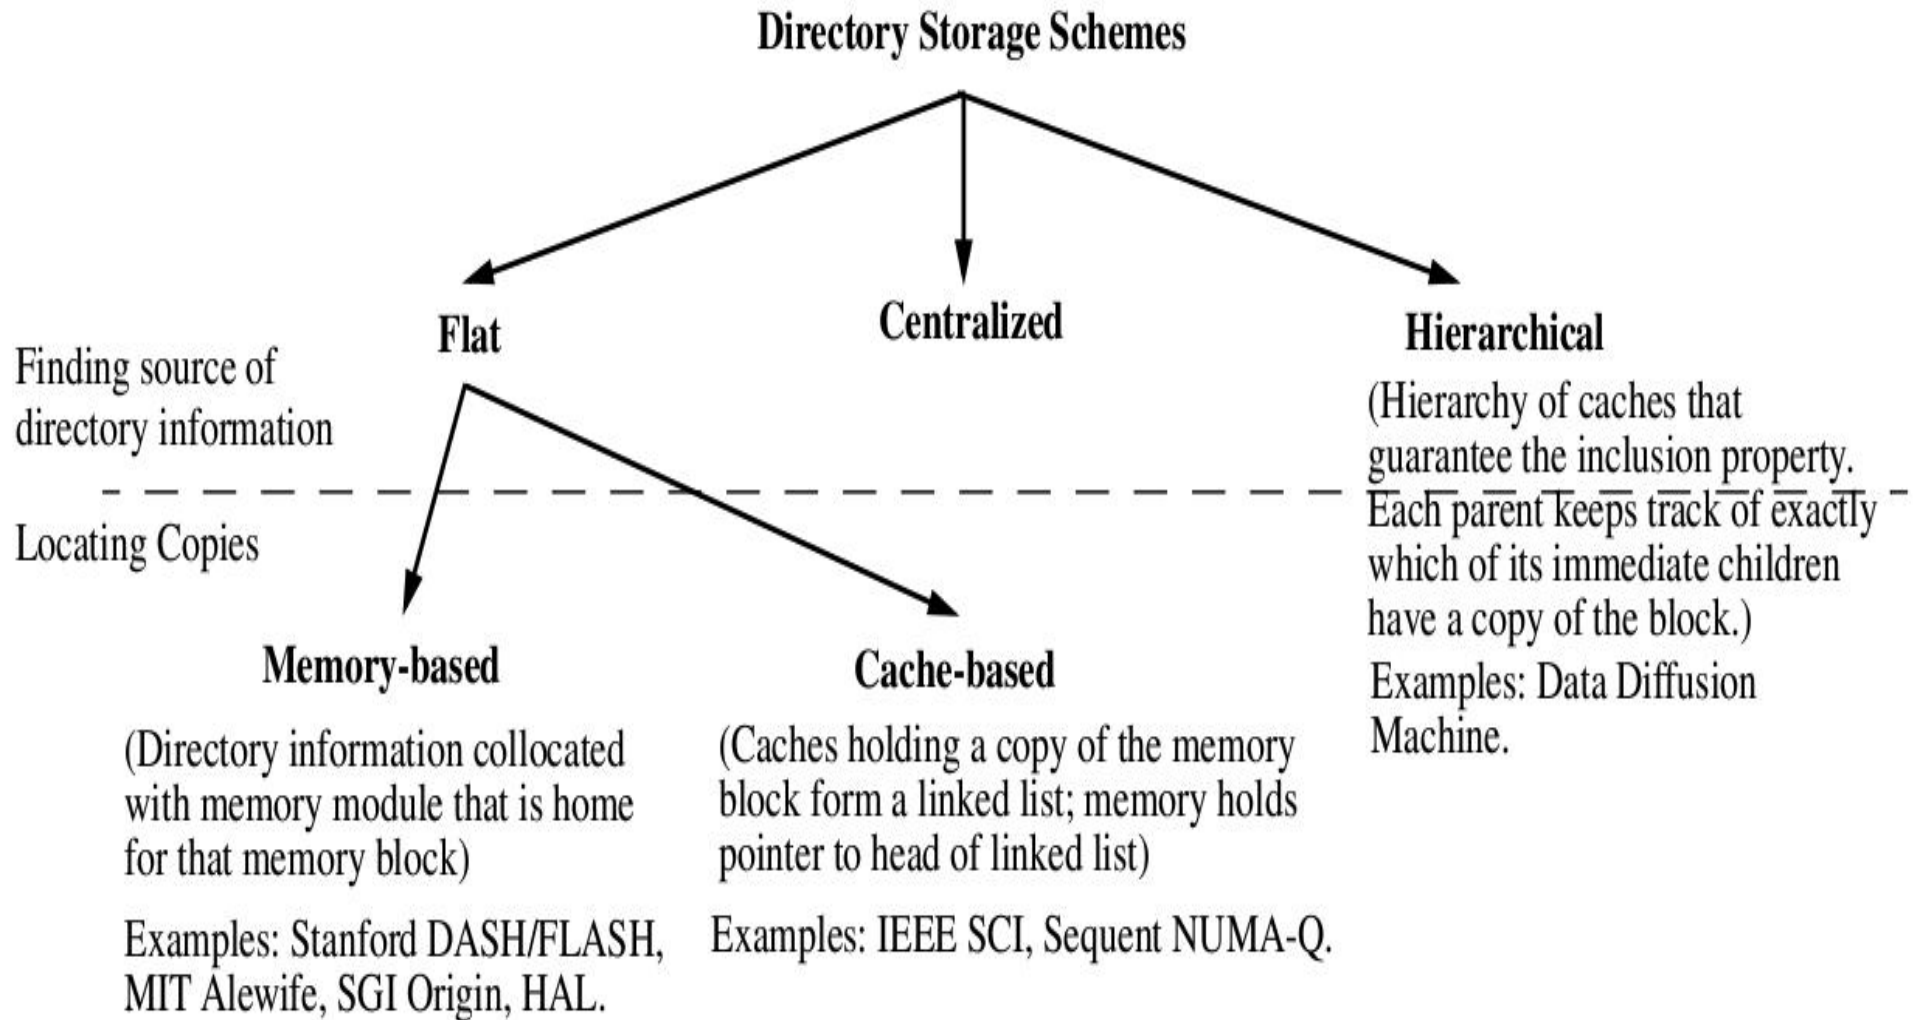 Directory Storage Schemes
Flat
Centralized
Hierarchical
Finding source of
directory information
(Hierarchy of caches that
guarantee the inclusion property.
Each parent keeps track of exactly
which of its immediate children
have a copy of the block.)
Examples: Data Diffusion
Machine.
Locating Copies
Memory-based
(Directory information collocated
with memory module that is home
for that memory block)
Examples: Stanford DASH/FLASH,
MIT Alewife, SGI Origin, HAL.
Cache-based
(Caches holding a copy of the memory
block form a linked list; memory holds
pointer to head of linked list)
Examples: IEEE SCI, Sequent NUMA-Q.